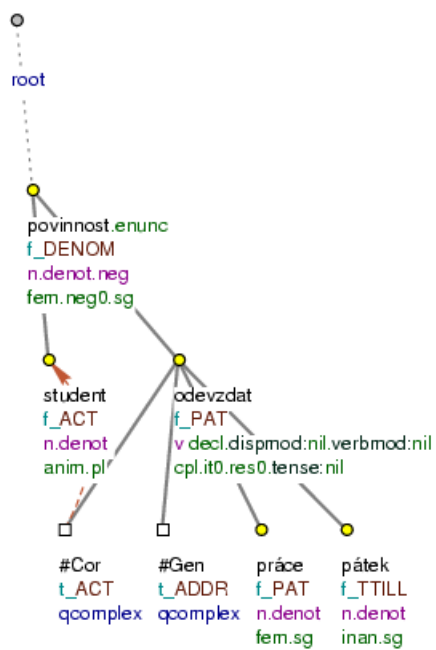 root
povinnost.enunc
f_DENOM
n.denot.neg
fem.neg0.sg
student
f_ACT
n.denot
anim.pl
odevzdat
f_PAT
v decl.dispmod:nil.verbmod:nil
cpl.it0.res0.tense:nil
#Cor
t_ACT
qcomplex
#Gen
t_ADDR
qcomplex
práce
f_PAT
n.denot
fem.sg
pátek
f_TTILL
n.denot
inan.sg